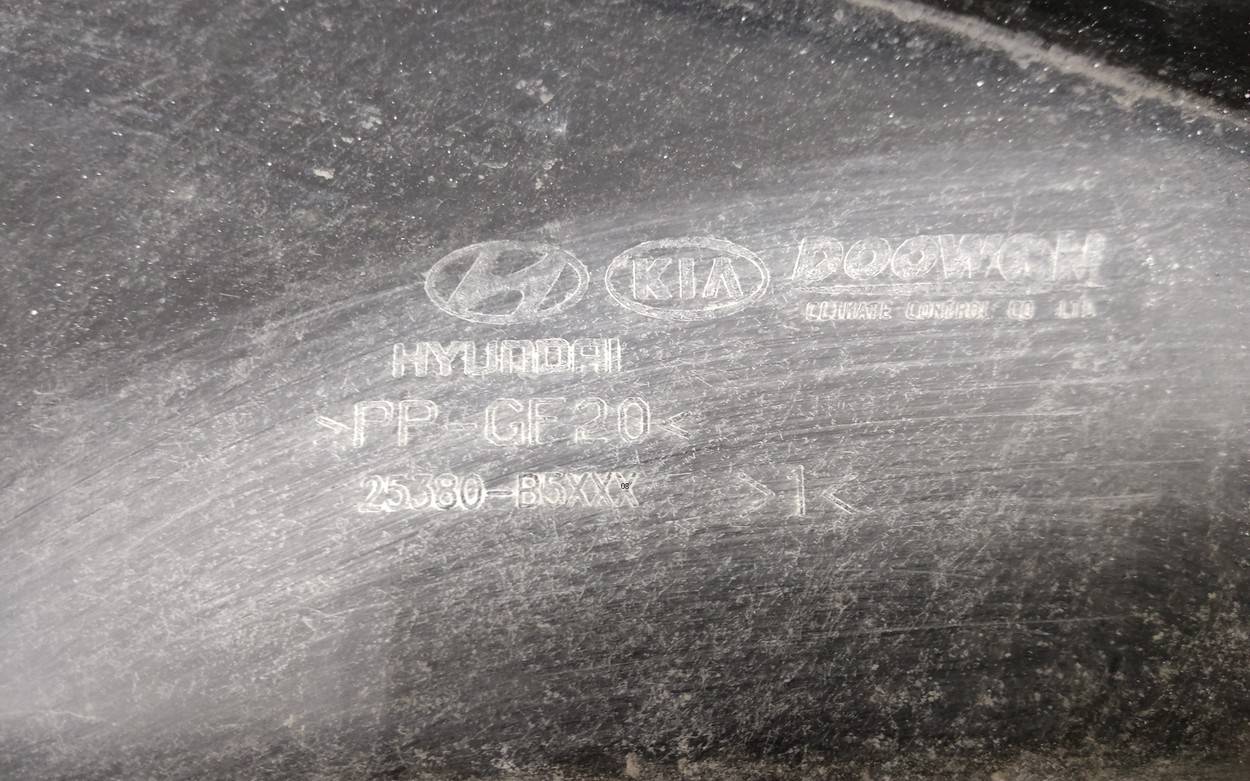 KIA DOOWON
CLIMATE CONTROL CO LTD
HYUNDAI
>PP-GF20<
25380-B5XXX >1<